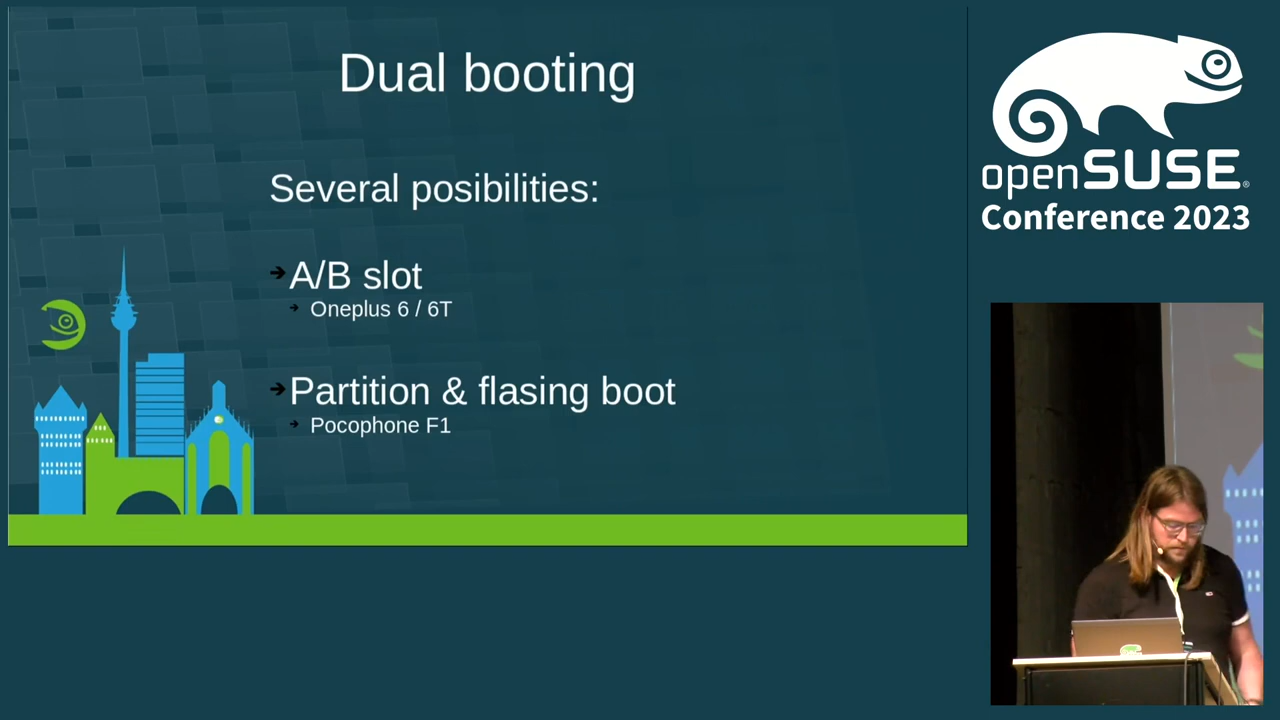 Dual booting
Several posibilities:
A/B slot
Oneplus 6 / 6T
Partition & flasing boot
Pocophone F1
openSUSE
Conference 2023